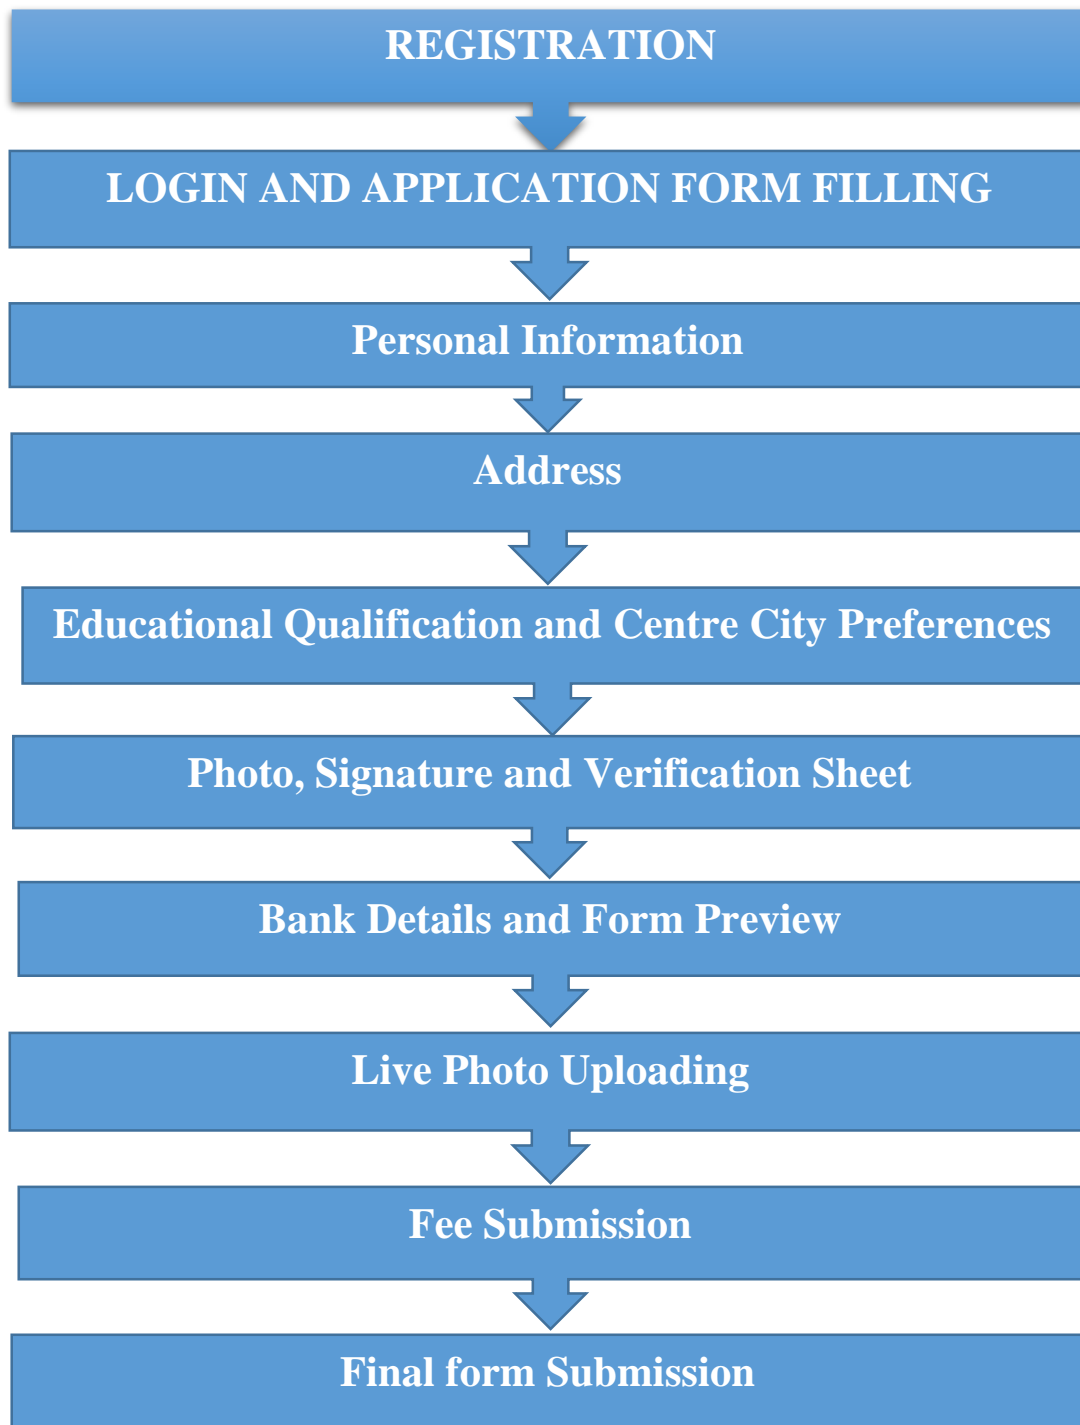 REGISTRATION
LOGIN AND APPLICATION FORM FILLING
Personal Information
Address
Educational Qualification and Centre City Preferences
Photo, Signature and Verification Sheet
Bank Details and Form Preview
Live Photo Uploading
Fee Submission
Final form Submission